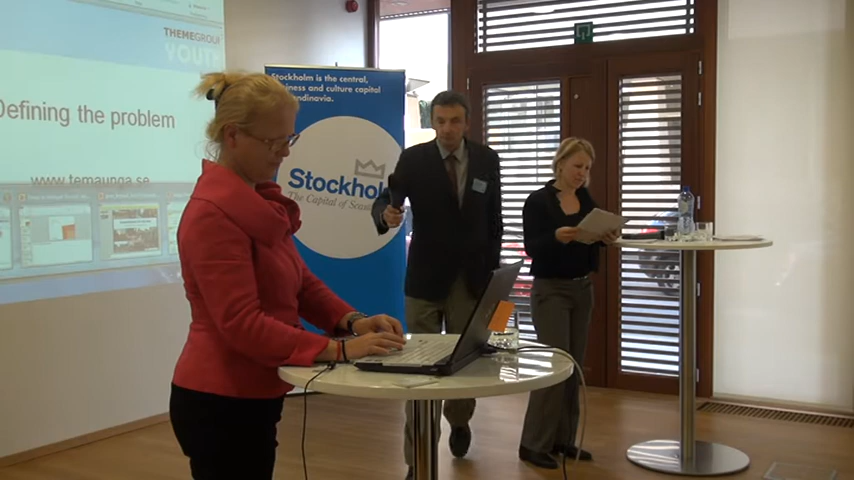 THEMEGROUP
YOUTH
Defining the problem
www.temaunga.se
Stockholm is the central,
business and culture capital
Scandinavia.
Stockholm
The Capital of Scan